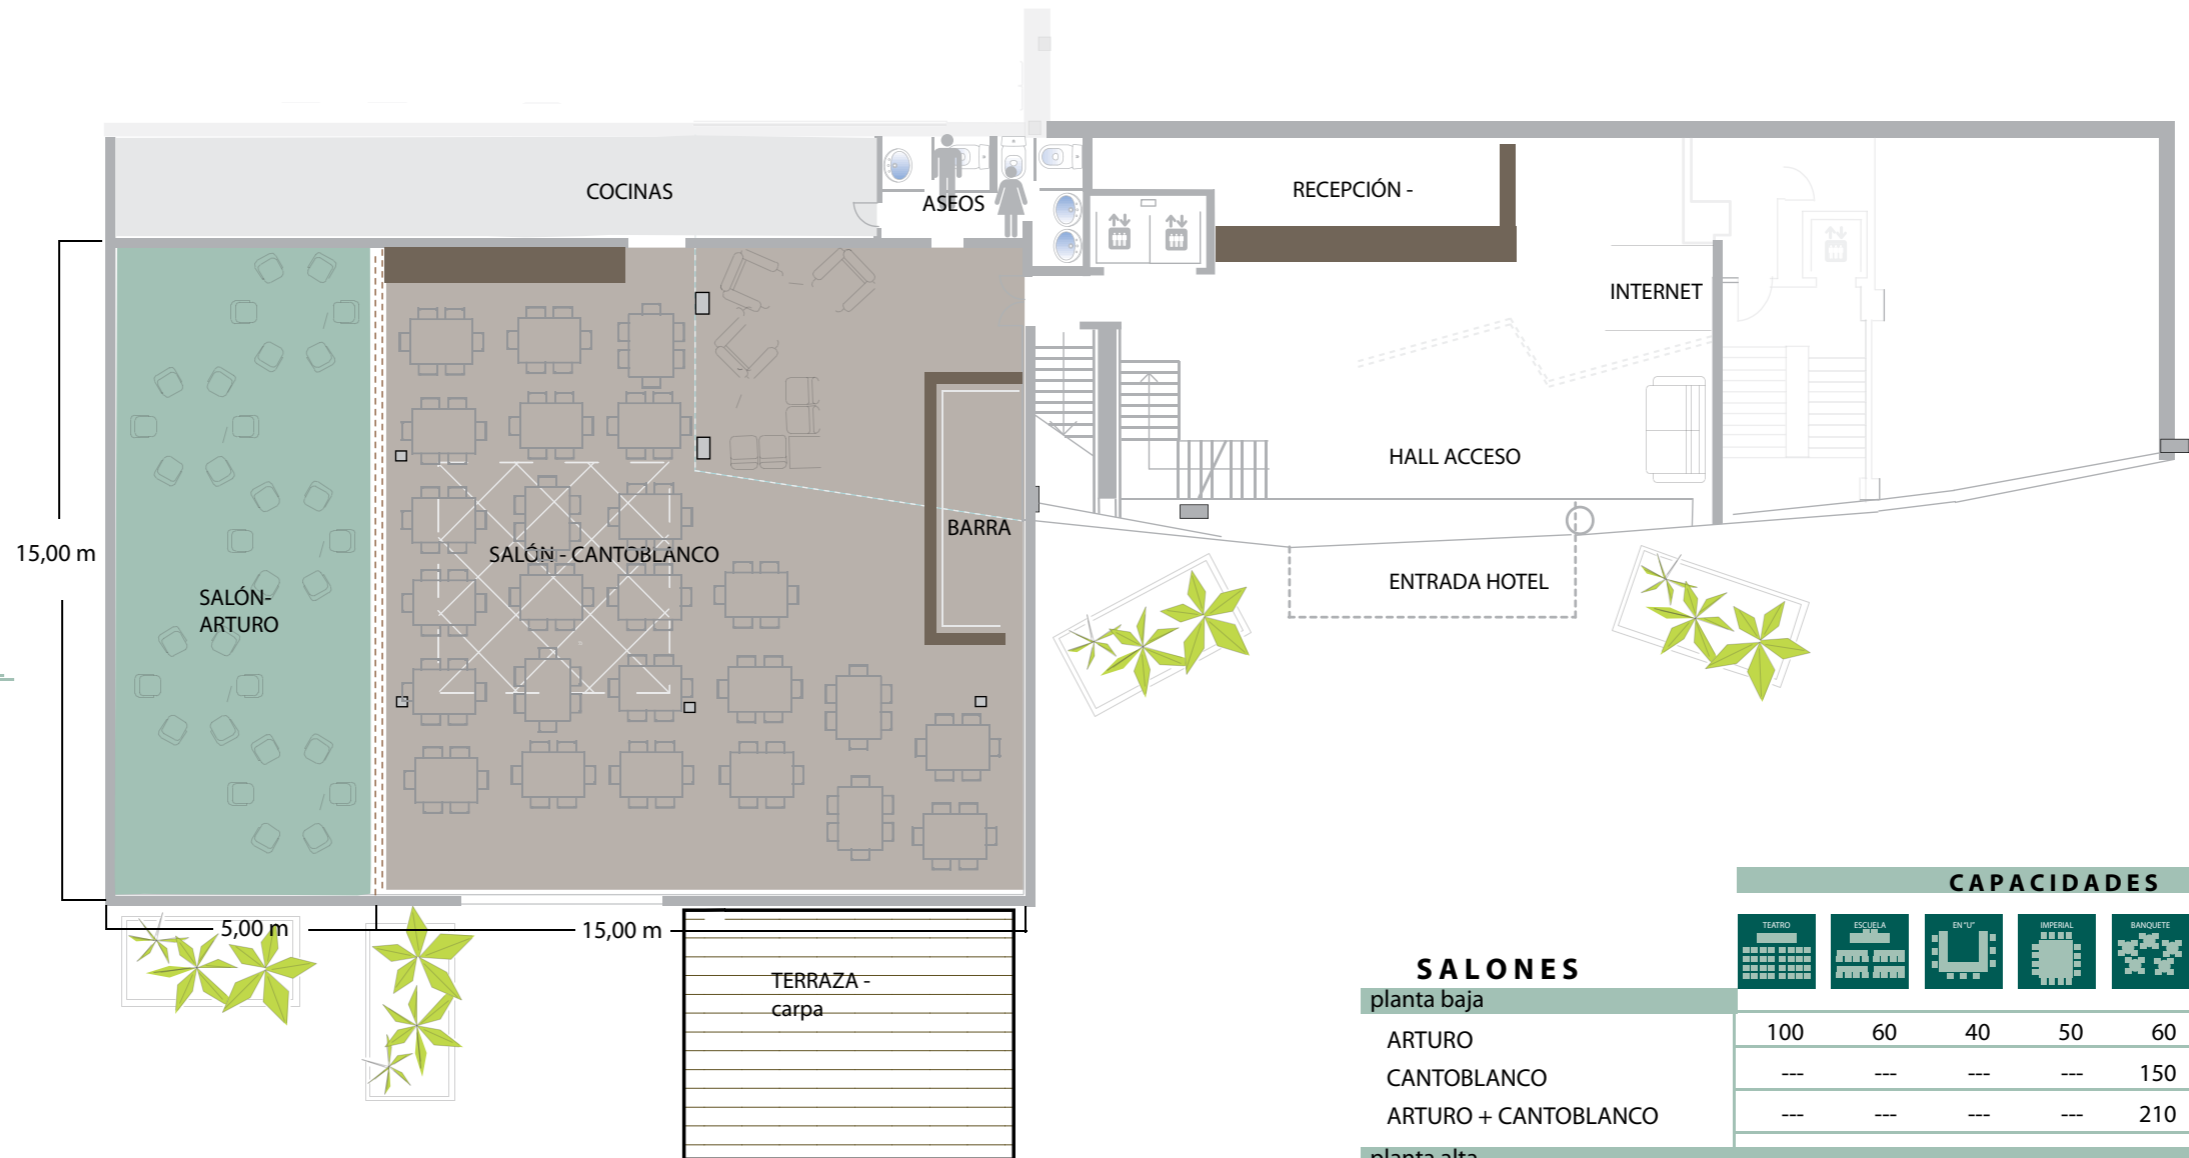 COCINAS
ASEOS
RECEPCIÓN -
INTERNET
HALL ACCESO
BARRA
SALÓN - CANTOBLANCO
15,00 m
ENTRADA HOTEL
SALÓN-
ARTURO
5,00 m
15,00 m
TERRAZA -
carpa
CAPACIDADES
TEATRO
ESCUELA
EN "U"
IMPERIAL
BANQUETE
SALONES
planta baja
ARTURO 100 60 40 50 60
CANTOBLANCO --- --- --- --- 150
ARTURO + CANTOBLANCO --- --- --- --- 210
planta alta